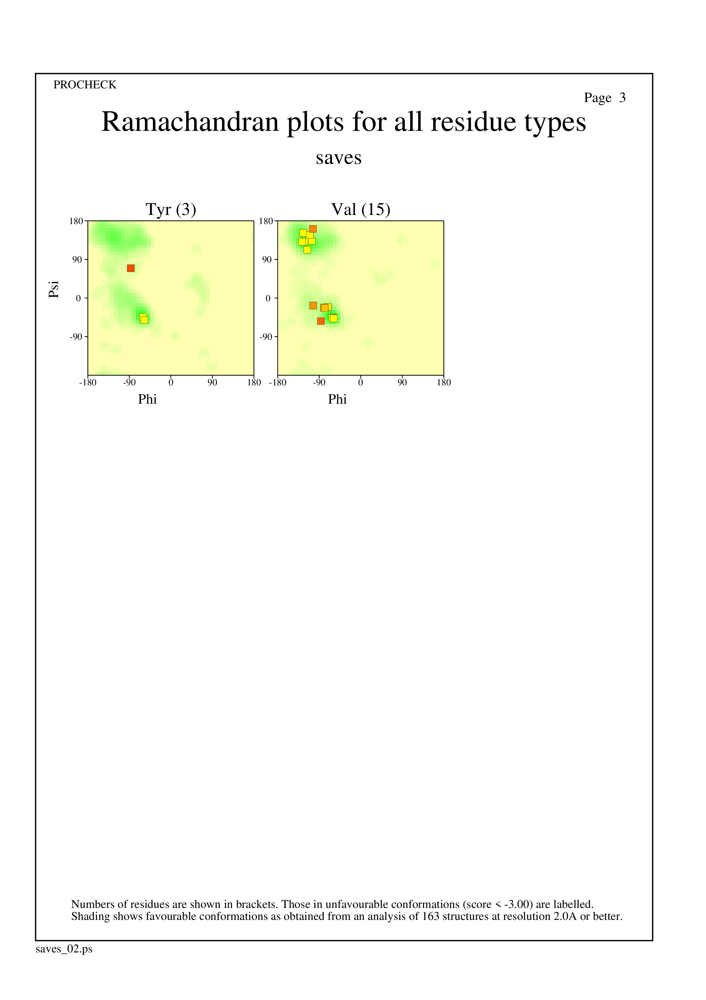 PROCHECK
Page 3
Ramachandran plots for all residue types
saves
Tyr (3)
Val (15)
180
90
0
-90
Psi
-180 -90 0 90 180
Phi
180
90
0
-90
-180 -90 0 90 180
Phi
Numbers of residues are shown in brackets. Those in unfavourable conformations (score < -3.00) are labelled.
Shading shows favourable conformations as obtained from an analysis of 163 structures at resolution 2.0A or better.
saves_02.ps